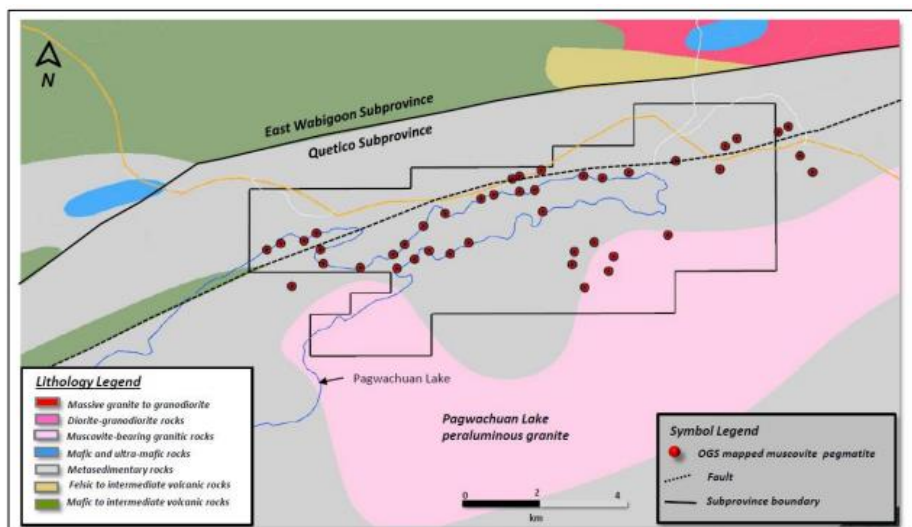 N
East Wabigoon Subprovince
Quetico Subprovince
Pagwachuan Lake
Pagwachuan Lake
peraluminous granite
Lithology Legend
Massive granite to granodiorite
Diorite-granodiorite rocks
Muscovite-bearing granitic rocks
Mafic and ultra-mafic rocks
Metasedimentary rocks
Felsic to intermediate volcanic rocks
Mafic to intermediate volcanic rocks
0 2 4
km
Symbol Legend
OGS mapped muscovite pegmatite
Fault
Subprovince boundary